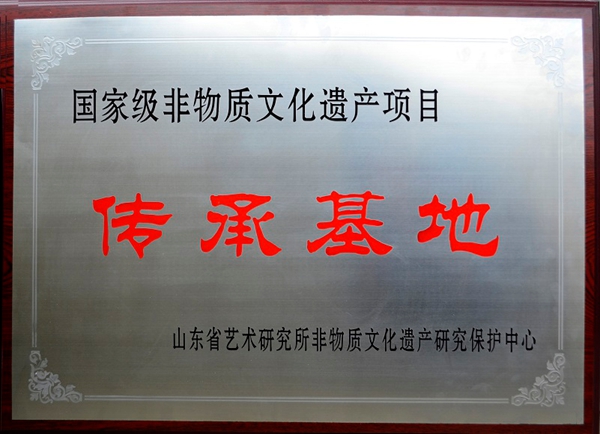 国家级非物质文化遗产项目
传承基地
山东省艺术研究所非物质文化遗产研究保护中心